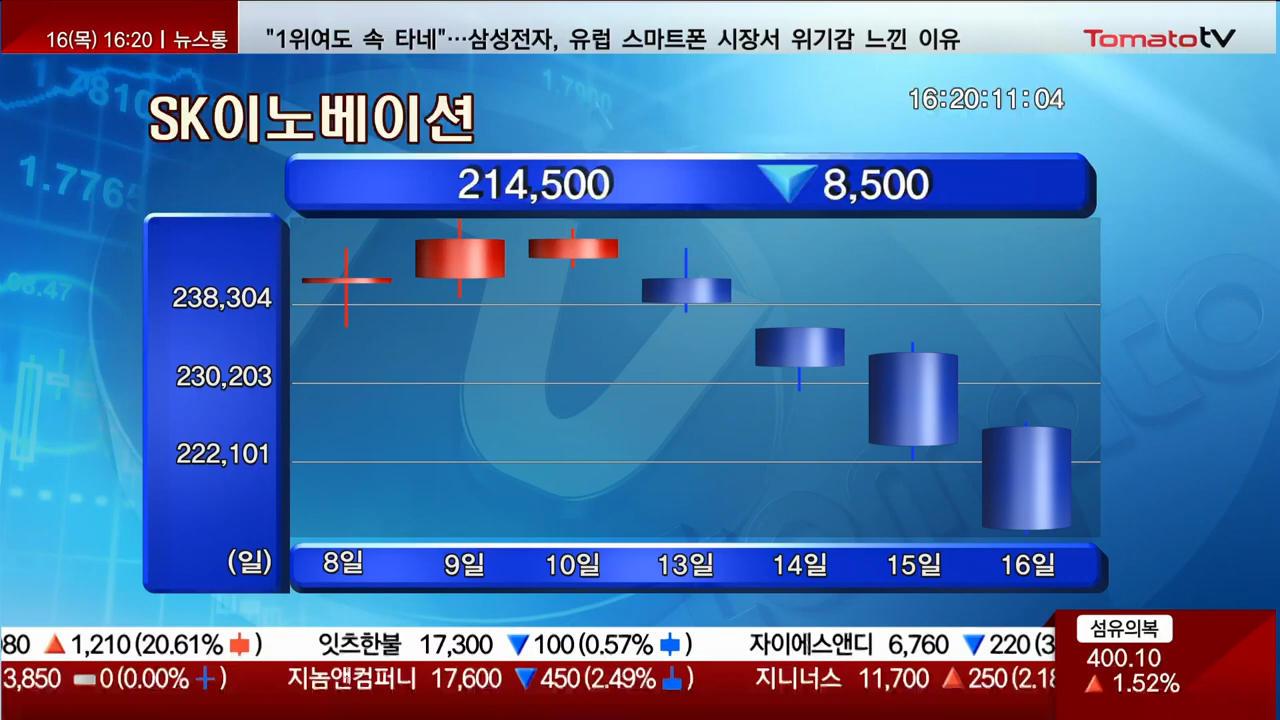 16(목) 16:20 | 뉴스통
"1위여도 속 타네"…삼성전자, 유럽 스마트폰 시장서 위기감 느낀 이유
Tomatotv
SK이노베이션
16:20:11:04
214,500 ▼ 8,500
238,304
230,203
222,101
(일) 8일 9일 10일 13일 14일 15일 16일
980 ▲ 1,210 (20.61% ) 잇츠한불 17,300 ▼ 100 (0.57% ) 자이에스앤디 6,760 ▼ 220 (3
3,850 0 (0.00% ) 지놈앤컴퍼니 17,600 ▼ 450 (2.49% ) 지니너스 11,700 ▲ 250 (2.18
섬유의복
400.10
▲ 1.52%